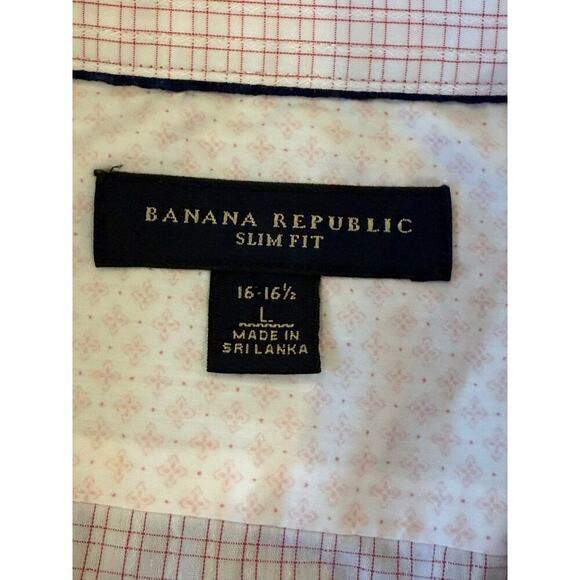 BANANA REPUBLIC
SLIM FIT
16-16½
L
MADE IN
SRI LANKA